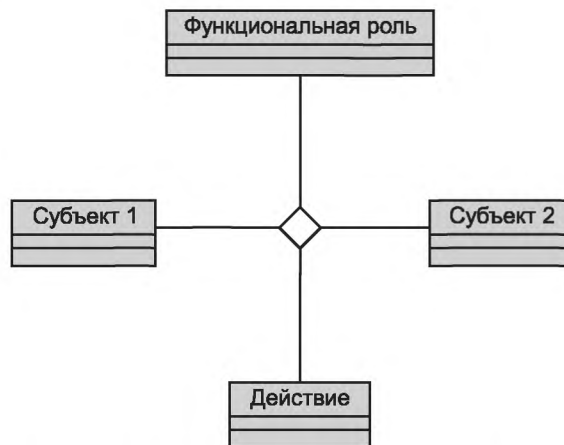 Функциональная роль
Субъект 1
Субъект 2
Действие